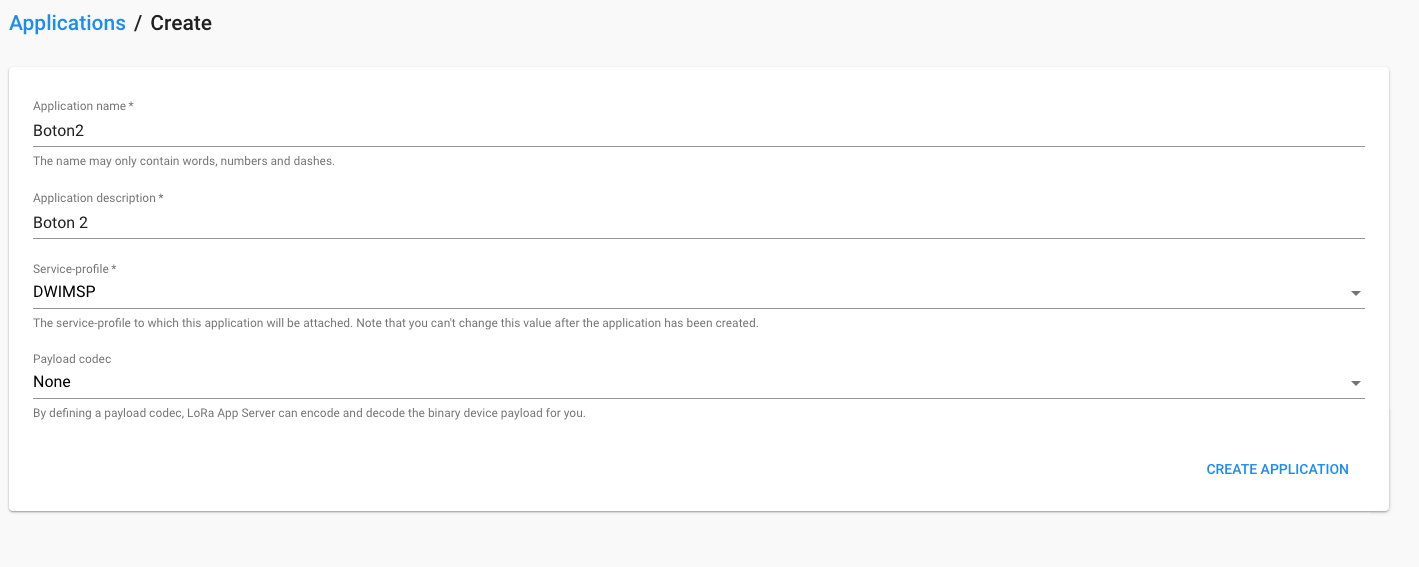 Applications / Create
Application name *
Boton2
The name may only contain words, numbers and dashes.
Application description *
Boton 2
Service-profile *
DWIMSP
The service-profile to which this application will be attached. Note that you can't change this value after the application has been created.
Payload codec
None
By defining a payload codec, LoRa App Server can encode and decode the binary device payload for you.
CREATE APPLICATION